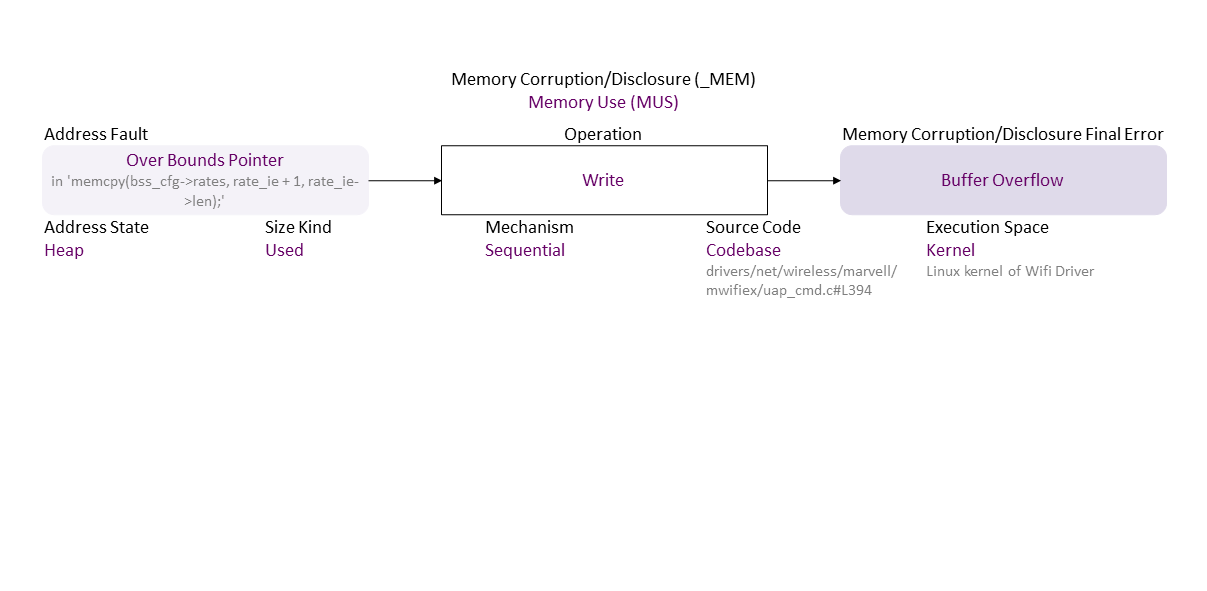 Memory Corruption/Disclosure (_MEM)
Memory Use (MUS)
Address Fault
Operation
Memory Corruption/Disclosure Final Error
Over Bounds Pointer
in 'memcpy(bss_cfg->rates, rate_ie + 1, rate_ie-
>len);'
Write
Buffer Overflow
Address State
Size Kind
Mechanism
Source Code
Execution Space
Heap
Used
Sequential
Codebase
Kernel
drivers/net/wireless/marvell/
mwifiex/uap_cmd.c#L394
Linux kernel of Wifi Driver